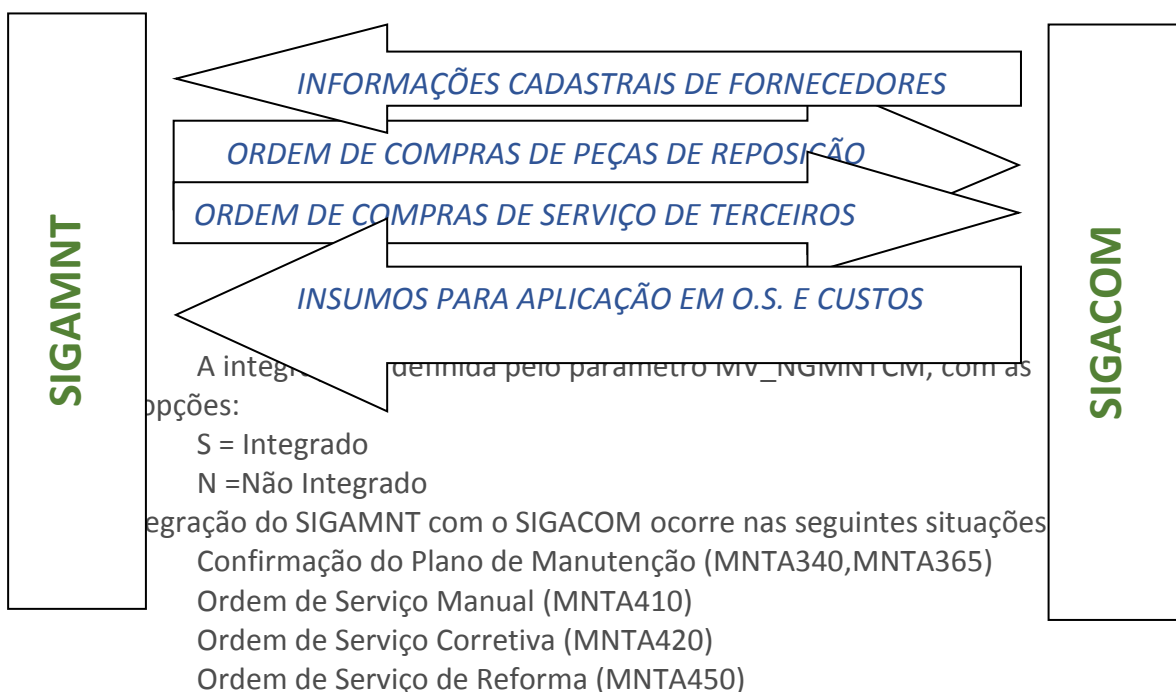 INFORMAÇÕES CADASTRAIS DE FORNECEDORES
ORDEM DE COMPRAS DE PEÇAS DE REPOSIÇÃO
ORDEM DE COMPRAS DE SERVIÇO DE TERCEIROS
INSUMOS PARA APLICAÇÃO EM O.S. E CUSTOS
SIGAMNT
SIGACOM
A definida pelo parâmetro MV_NGMNTCM, com as
opções:
S = Integrado
N =Não Integrado
egração do SIGAMNT com o SIGACOM ocorre nas seguintes situações
Confirmação do Plano de Manutenção (MNTA340,MNTA365)
Ordem de Serviço Manual (MNTA410)
Ordem de Serviço Corretiva (MNTA420)
Ordem de Serviço de Reforma (MNTA450)